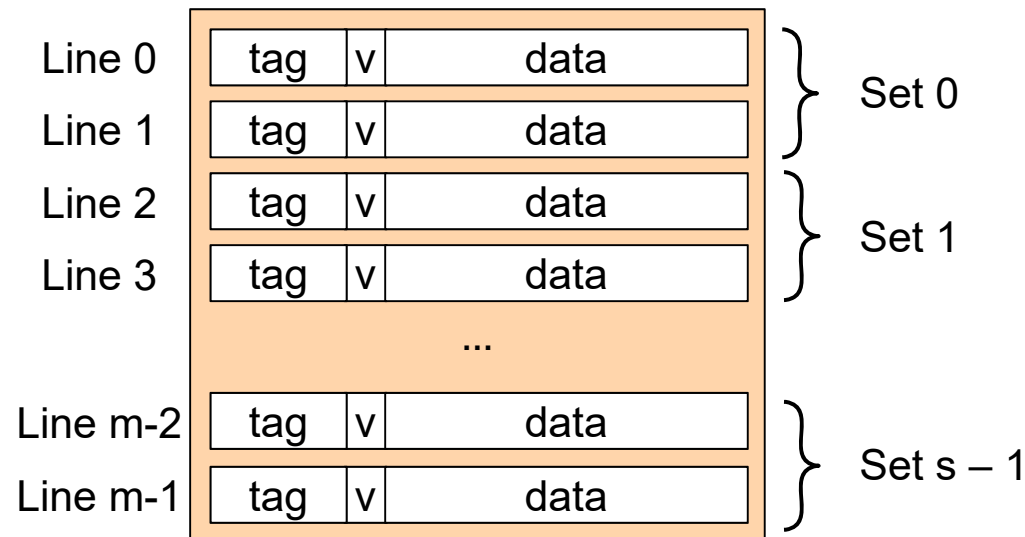 Line 0 tag v data
Set 0
Line 1 tag v data
Line 2 tag v data
Set 1
Line 3 tag v data
...
Line m-2 tag v data
Set s – 1
Line m-1 tag v data